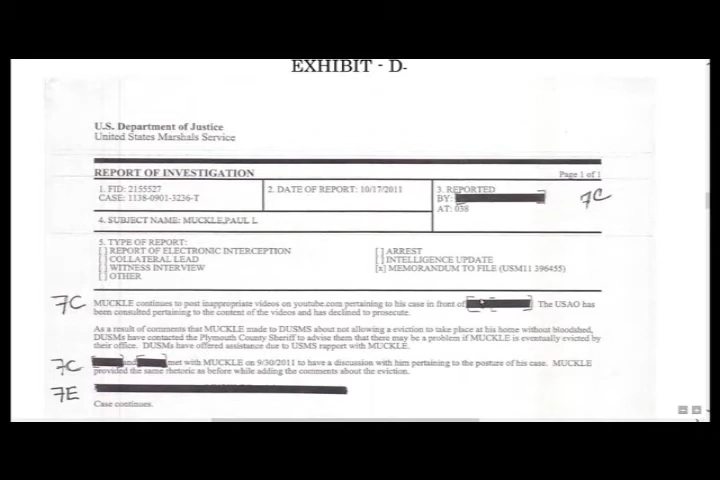 EXHIBIT - D-
U.S. Department of Justice
United States Marshals Service
REPORT OF INVESTIGATION
Page 1 of 1
1. FID: 2155527
CASE: 1138-0901-3236-T
2. DATE OF REPORT: 10/17/2011
3. REPORTED
BY:
AT: 038
7C
4. SUBJECT NAME: MUCKLE,PAUL L
5. TYPE OF REPORT:
[ ] REPORT OF ELECTRONIC INTERCEPTION
[ ] COLLATERAL LEAD
[ ] WITNESS INTERVIEW
[ ] OTHER
[ ] ARREST
[ ] INTELLIGENCE UPDATE
[x] MEMORANDUM TO FILE (USM11 396455)
7C
MUCKLE continues to post inappropriate videos on youtube.com pertaining to his case in front of [ ] The USAO has
been consulted pertaining to the content of the videos and has declined to prosecute.
As a result of comments that MUCKLE made to DUSMS about not allowing a eviction to take place at his home without bloodshed,
DUSMs have contacted the Plymouth County Sheriff to advise them that there may be a problem if MUCKLE is eventually evicted by
their office. DUSMs have offered assistance due to USMS rapport with MUCKLE.
7C
and met with MUCKLE on 9/30/2011 to have a discussion with him pertaining to the posture of his case. MUCKLE
provided the same rhetoric as before while adding the comments about the eviction.
7E
Case continues.